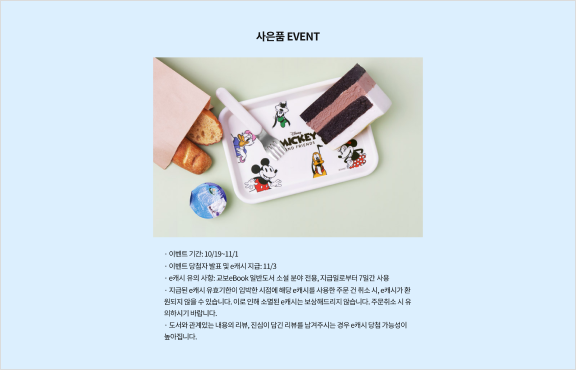 사은품 EVENT
Disney
MICKEY
AND FRIENDS
· 이벤트 기간: 10/19~11/1
· 이벤트 당첨자 발표 및 e캐시 지급: 11/3
· e캐시 유의 사항: 교보eBook 일반도서 소설 분야 전용, 지급일로부터 7일간 사용
· 지급된 e캐시 유효기한이 임박한 시점에 해당 e캐시를 사용한 주문 건 취소 시, e캐시가 환
원되지 않을 수 있습니다. 이로 인해 소멸된 e캐시는 보상해드리지 않습니다. 주문취소 시 유
의하시기 바랍니다.
· 도서와 관계있는 내용의 리뷰, 진심이 담긴 리뷰를 남겨주시는 경우 e캐시 당첨 가능성이
높아집니다.